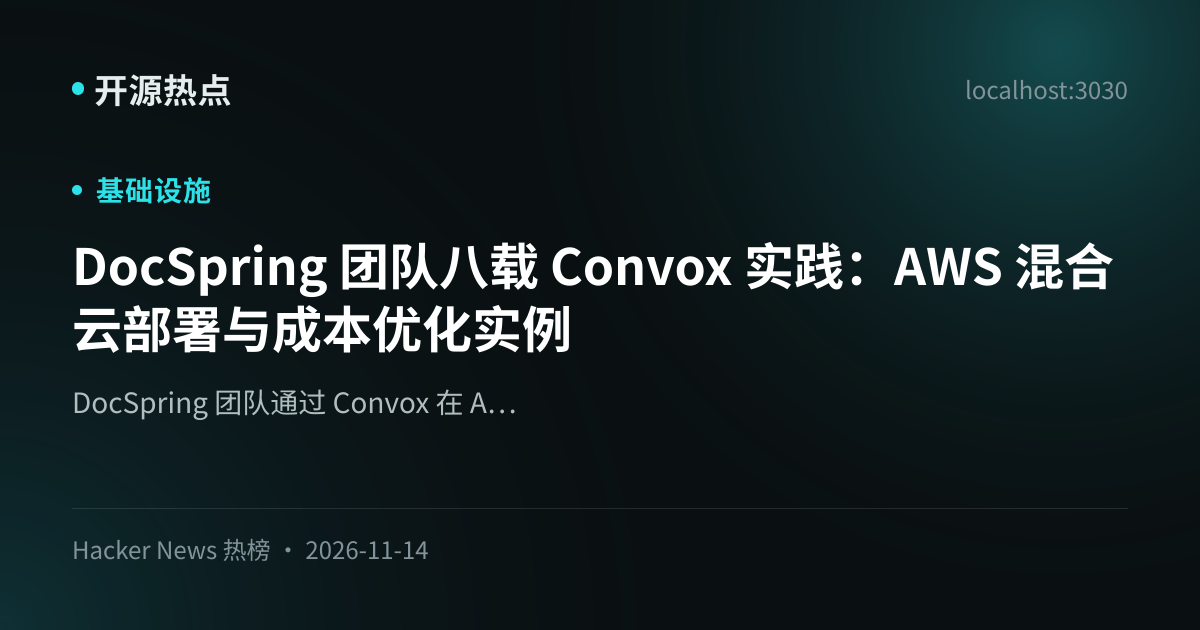 开源热点
localhost:3030
基础设施
DocSpring 团队八载 Convox 实践：AWS 混合
云部署与成本优化实例
DocSpring 团队通过 Convox 在 A…
Hacker News 热榜 • 2026-11-14